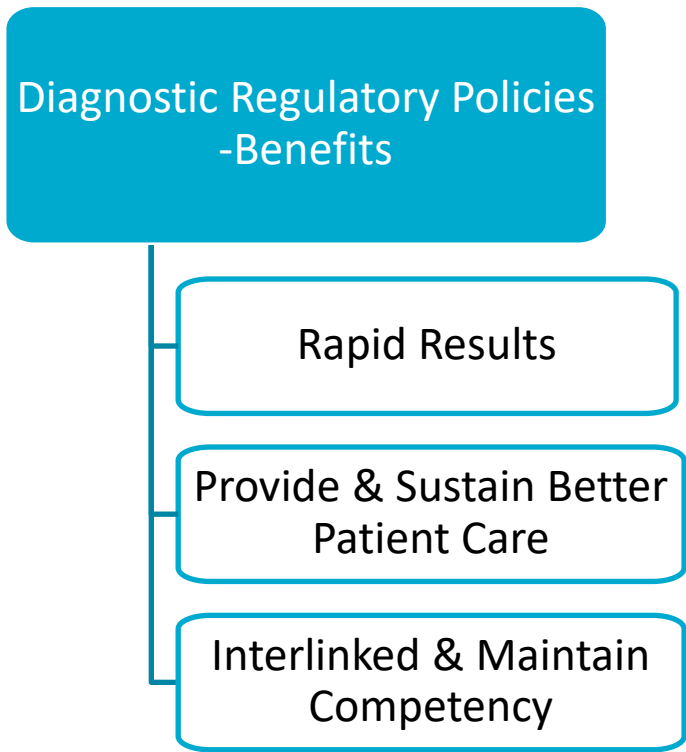 Diagnostic Regulatory Policies
-Benefits
Rapid Results
Provide & Sustain Better
Patient Care
Interlinked & Maintain
Competency